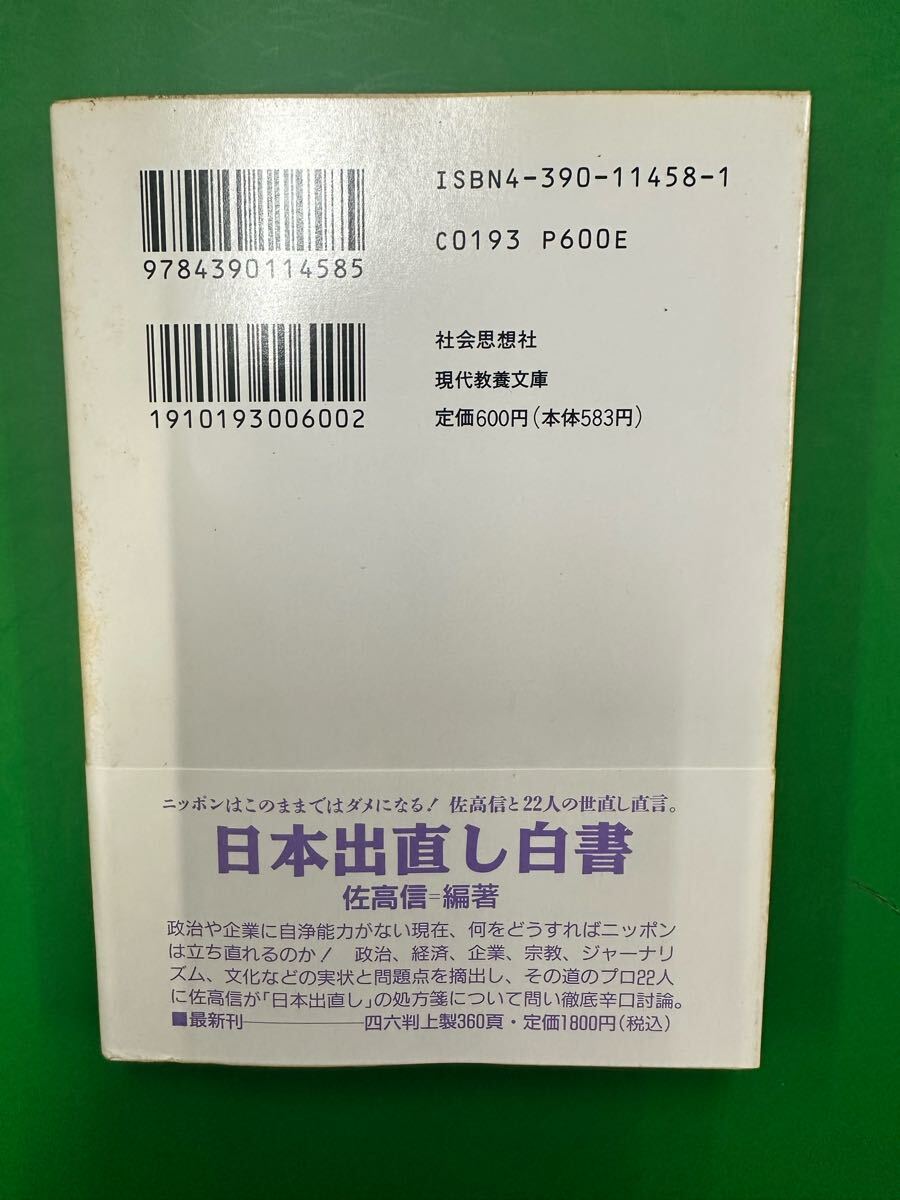 ISBN4-390-11458-1
C0193 P600E
9784390114585
1910193006002
社会思想社
現代教養文庫
定価600円(本体583円)
ニッポンはこのままではダメになる! 佐高信と22人の世直し直言。
日本出直し白書
佐高信=編著
政治や企業に自浄能力がない現在、何をどうすればニッポン
は立ち直れるのか! 政治、経済、企業、宗教、ジャーナリ
ズム、文化などの実状と問題点を摘出し、その道のプロ22人
に佐高信が「日本出直し」の処方箋について問い徹底辛口討論。
■最新刊――――四六判上製360頁・定価1800円(税込)